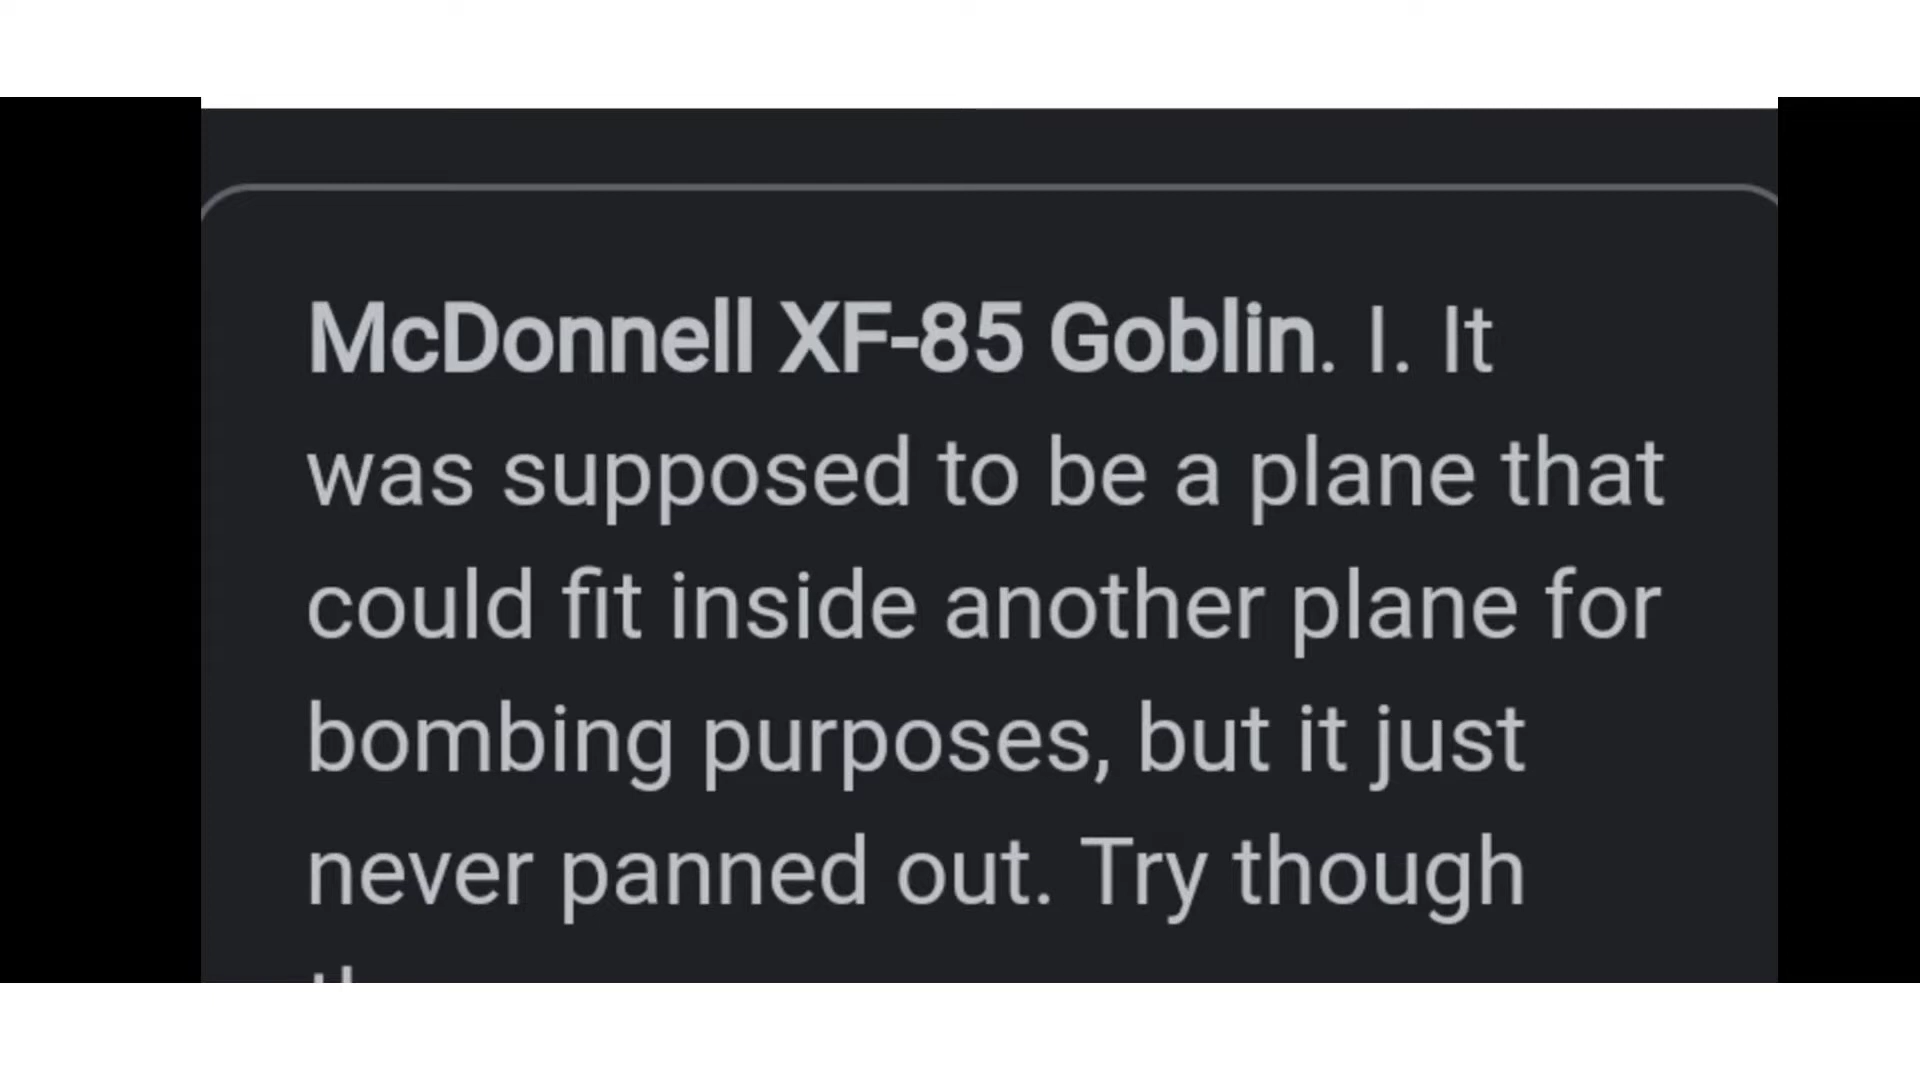 McDonnell XF-85 Goblin. I. It
was supposed to be a plane that
could fit inside another plane for
bombing purposes, but it just
never panned out. Try though